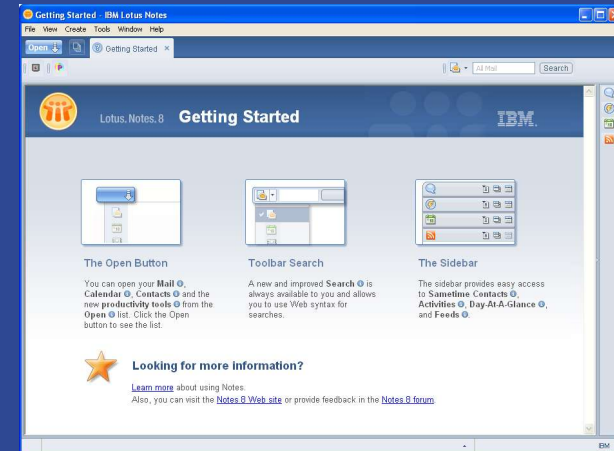 Getting Started - IBM Lotus Notes
File View Create Tools Window Help
Open
Getting Started ×
All Mail Search
Lotus. Notes. 8 Getting Started IBM.
The Open Button
You can open your Mail,
Calendar, Contacts and the
new productivity tools from the
Open list. Click the Open
button to see the list.
Toolbar Search
A new and improved Search is
always available to you and allows
you to use Web syntax for
searches.
The Sidebar
The sidebar provides easy access
to Sametime Contacts,
Activities, Day-At-A-Glance,
and Feeds.
Looking for more information?
Learn more about using Notes.
Also, you can visit the Notes 8 Web site or provide feedback in the Notes 8 forum.
IBM